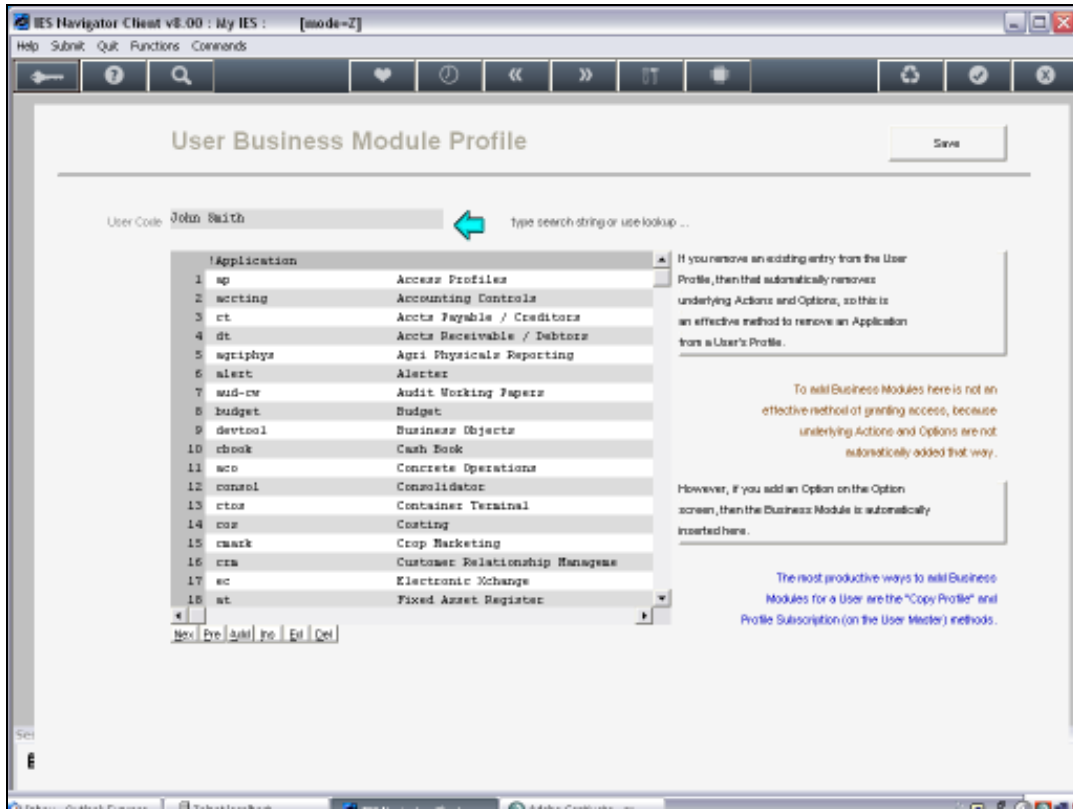 IES Navigator Client v8.00 : My IES : [mode=Z]
Help Submit Quit Functions Commands
User Business Module Profile
Save
User Code John Smith
type search string or use lookup ...
!Application
1 ap Access Profiles
2 accting Accounting Controls
3 ct Accts Payable / Creditors
4 dt Accts Receivable / Debtors
5 agriphys Agri Physicals Reporting
6 alert Alerter
7 aud-cw Audit Working Papers
8 budget Budget
9 devtool Business Objects
10 cbook Cash Book
11 aco Concrete Operations
12 consol Consolidator
13 ctos Container Terminal
14 cos Costing
15 cmark Crop Marketing
16 crm Customer Relationship Manageme
17 ec Electronic Xchange
18 at Fixed Asset Register
Nex Pre Add Ins Del
If you remove an existing entry from the User
Profile, then that automatically removes
underlying Actions and Options, so this is
an effective method to remove an Application
from a User's Profile.
To add Business Modules here is not an
effective method of granting access, because
underlying Actions and Options are not
automatically added that way.
However, if you add an Option on the Option
screen, then the Business Module is automatically
inserted here.
The most productive ways to add Business
Modules for a User are the "Copy Profile" and
Profile Subscription (on the User Master) methods.